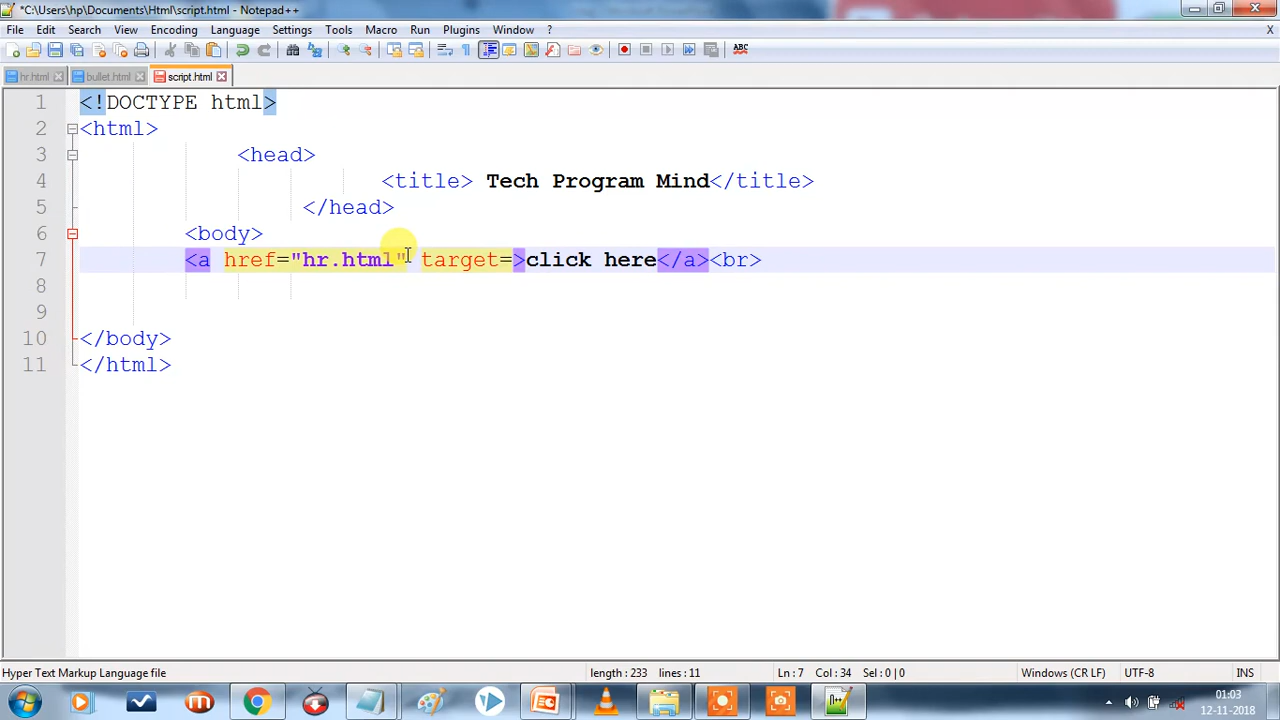 *C:\Users\hp\Documents\Html\script.html - Notepad++
File Edit Search View Encoding Language Settings Tools Macro Run Plugins Window ? X
hr.html bullet.html script.html
1 <!DOCTYPE html>
2 <html>
3 <head>
4 <title> Tech Program Mind</title>
5 </head>
6 <body>
7 <a href="hr.html" target=>click here</a><br>
8
9
10 </body>
11 </html>
Hyper Text Markup Language file length : 233 lines : 11 Ln : 7 Col : 34 Sel : 0 | 0 Windows (CR LF) UTF-8 INS
01:03
12-11-2018